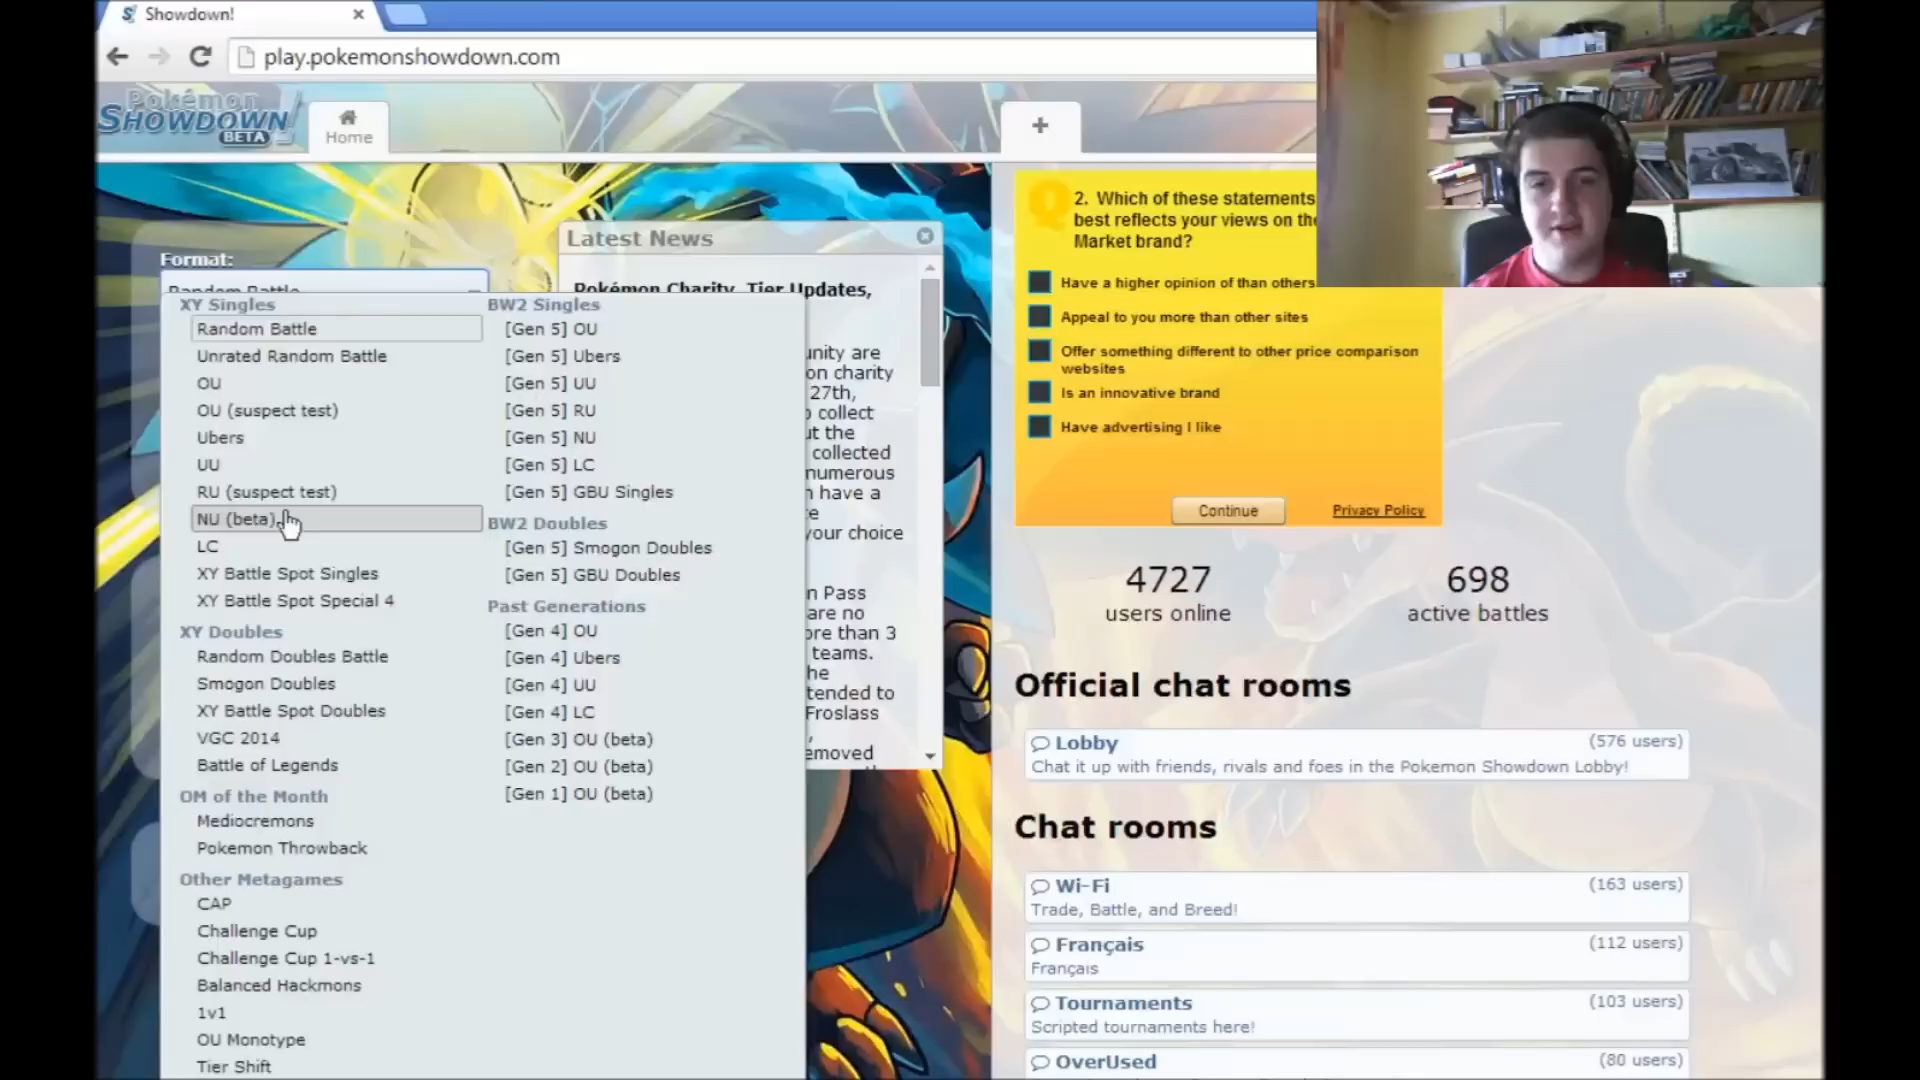 Showdown!
play.pokemonshowdown.com
Pokémon
SHOWDOWN
BETA
Home
+
Format:
Random Battle
XY Singles
Random Battle
Unrated Random Battle
OU
OU (suspect test)
Ubers
UU
RU (suspect test)
NU (beta)
LC
XY Battle Spot Singles
XY Battle Spot Special 4
XY Doubles
Random Doubles Battle
Smogon Doubles
XY Battle Spot Doubles
VGC 2014
Battle of Legends
OM of the Month
Mediocremons
Pokemon Throwback
Other Metagames
CAP
Challenge Cup
Challenge Cup 1-vs-1
Balanced Hackmons
1v1
OU Monotype
Tier Shift
BW2 Singles
[Gen 5] OU
[Gen 5] Ubers
[Gen 5] UU
[Gen 5] RU
[Gen 5] NU
[Gen 5] LC
[Gen 5] GBU Singles
BW2 Doubles
[Gen 5] Smogon Doubles
[Gen 5] GBU Doubles
Past Generations
[Gen 4] OU
[Gen 4] Ubers
[Gen 4] UU
[Gen 4] LC
[Gen 3] OU (beta)
[Gen 2] OU (beta)
[Gen 1] OU (beta)
Latest News
Pokémon Charity, Tier Updates,
are
on charity
27th,
collect
the
collected
numerous
have a
your choice
Pass
are no
than 3
teams.
to
Froslass
Q
2. Which of these statements
best reflects your views on the
Market brand?
Have a higher opinion of than others
Appeal to you more than other sites
Offer something different to other price comparison
websites
Is an innovative brand
Have advertising I like
Continue
Privacy Policy
4727
users online
698
active battles
Official chat rooms
Lobby (576 users)
Chat it up with friends, rivals and foes in the Pokemon Showdown Lobby!
Chat rooms
Wi-Fi (163 users)
Trade, Battle, and Breed!
Français (112 users)
Français
Tournaments (103 users)
Scripted tournaments here!
OverUsed (80 users)